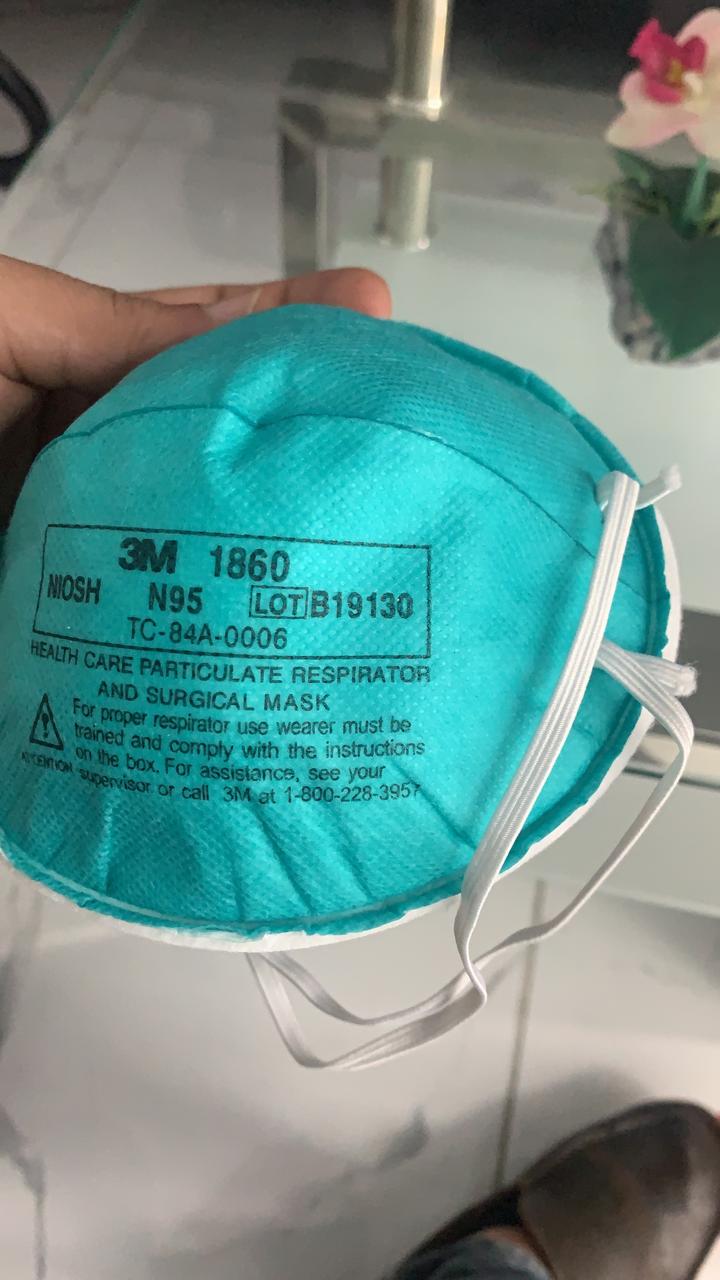 3M 1860
NIOSH N95 LOT B19130
TC-84A-0006
HEALTH CARE PARTICULATE RESPIRATOR
AND SURGICAL MASK
For proper respirator use wearer must be
trained and comply with the instructions
on the box. For assistance, see your
supervisor or call 3M at 1-800-228-3957